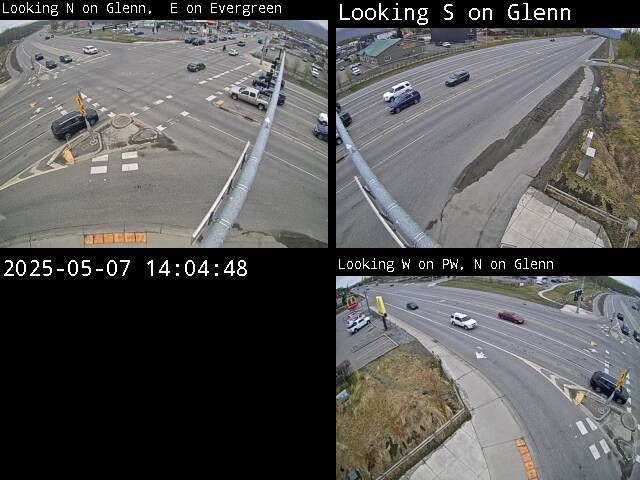 Looking N on Glenn,  E on Evergreen
Looking S on Glenn
2025-05-07 14:04:48
Looking W on PW, N on Glenn